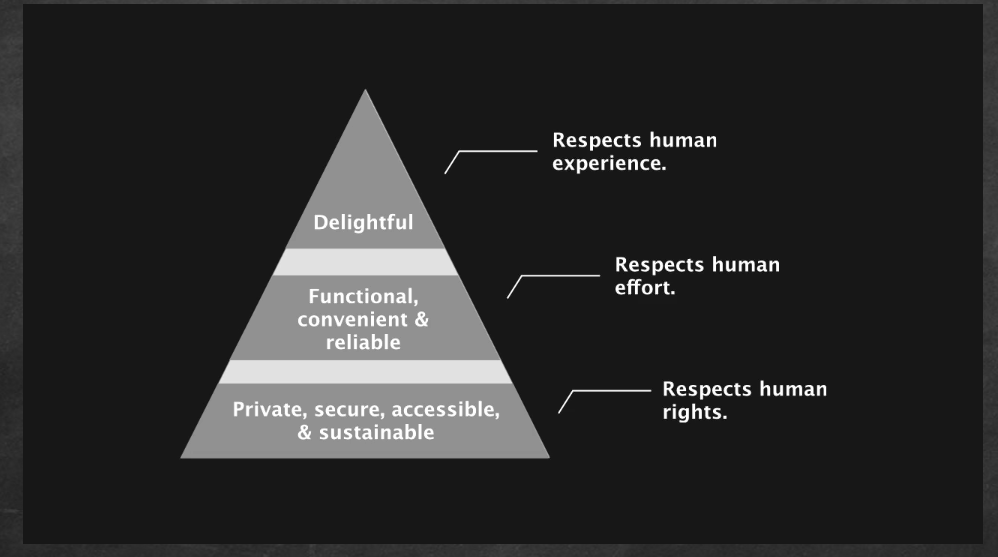 Respects human
experience.
Delightful
Respects human
effort.
Functional,
convenient &
reliable
Respects human
rights.
Private, secure, accessible,
& sustainable